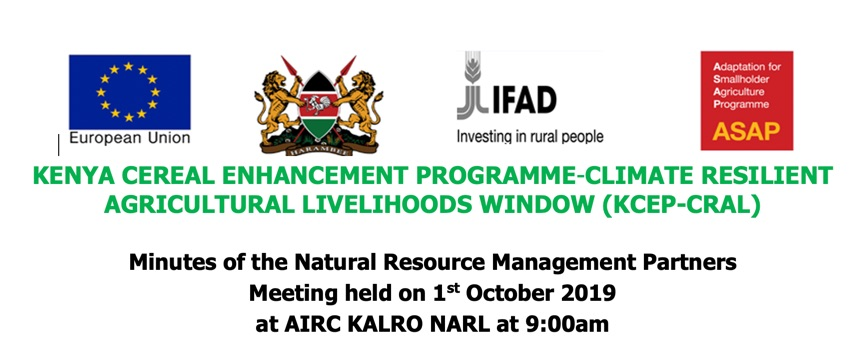 European Union
HARAMBEE
IFAD
Investing in rural people
Adaptation for
Smallholder
Agriculture
Programme
ASAP
KENYA CEREAL ENHANCEMENT PROGRAMME-CLIMATE RESILIENT
AGRICULTURAL LIVELIHOODS WINDOW (KCEP-CRAL)
Minutes of the Natural Resource Management Partners
Meeting held on 1st October 2019
at AIRC KALRO NARL at 9:00am